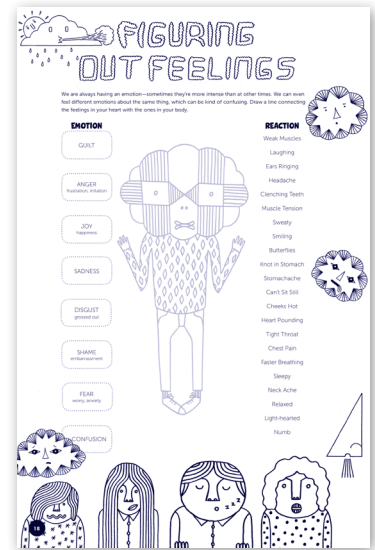 FIGURING
OUT FEELINGS
We are always having an emotion—sometimes they're more intense than at other times. We can even
feel different emotions about the same thing, which can be kind of confusing. Draw a line connecting
the feelings in your heart with the ones in your body.
EMOTION
GUILT
ANGER
frustration, irritation
JOY
happiness
SADNESS
DISGUST
grossed out
SHAME
embarrassment
FEAR
worry, anxiety
CONFUSION
REACTION
Weak Muscles
Laughing
Ears Ringing
Headache
Clenching Teeth
Muscle Tension
Sweaty
Smiling
Butterflies
Knot in Stomach
Stomachache
Can't Sit Still
Cheeks Hot
Heart Pounding
Tight Throat
Chest Pain
Faster Breathing
Sleepy
Neck Ache
Relaxed
Light-hearted
Numb
z z z
16